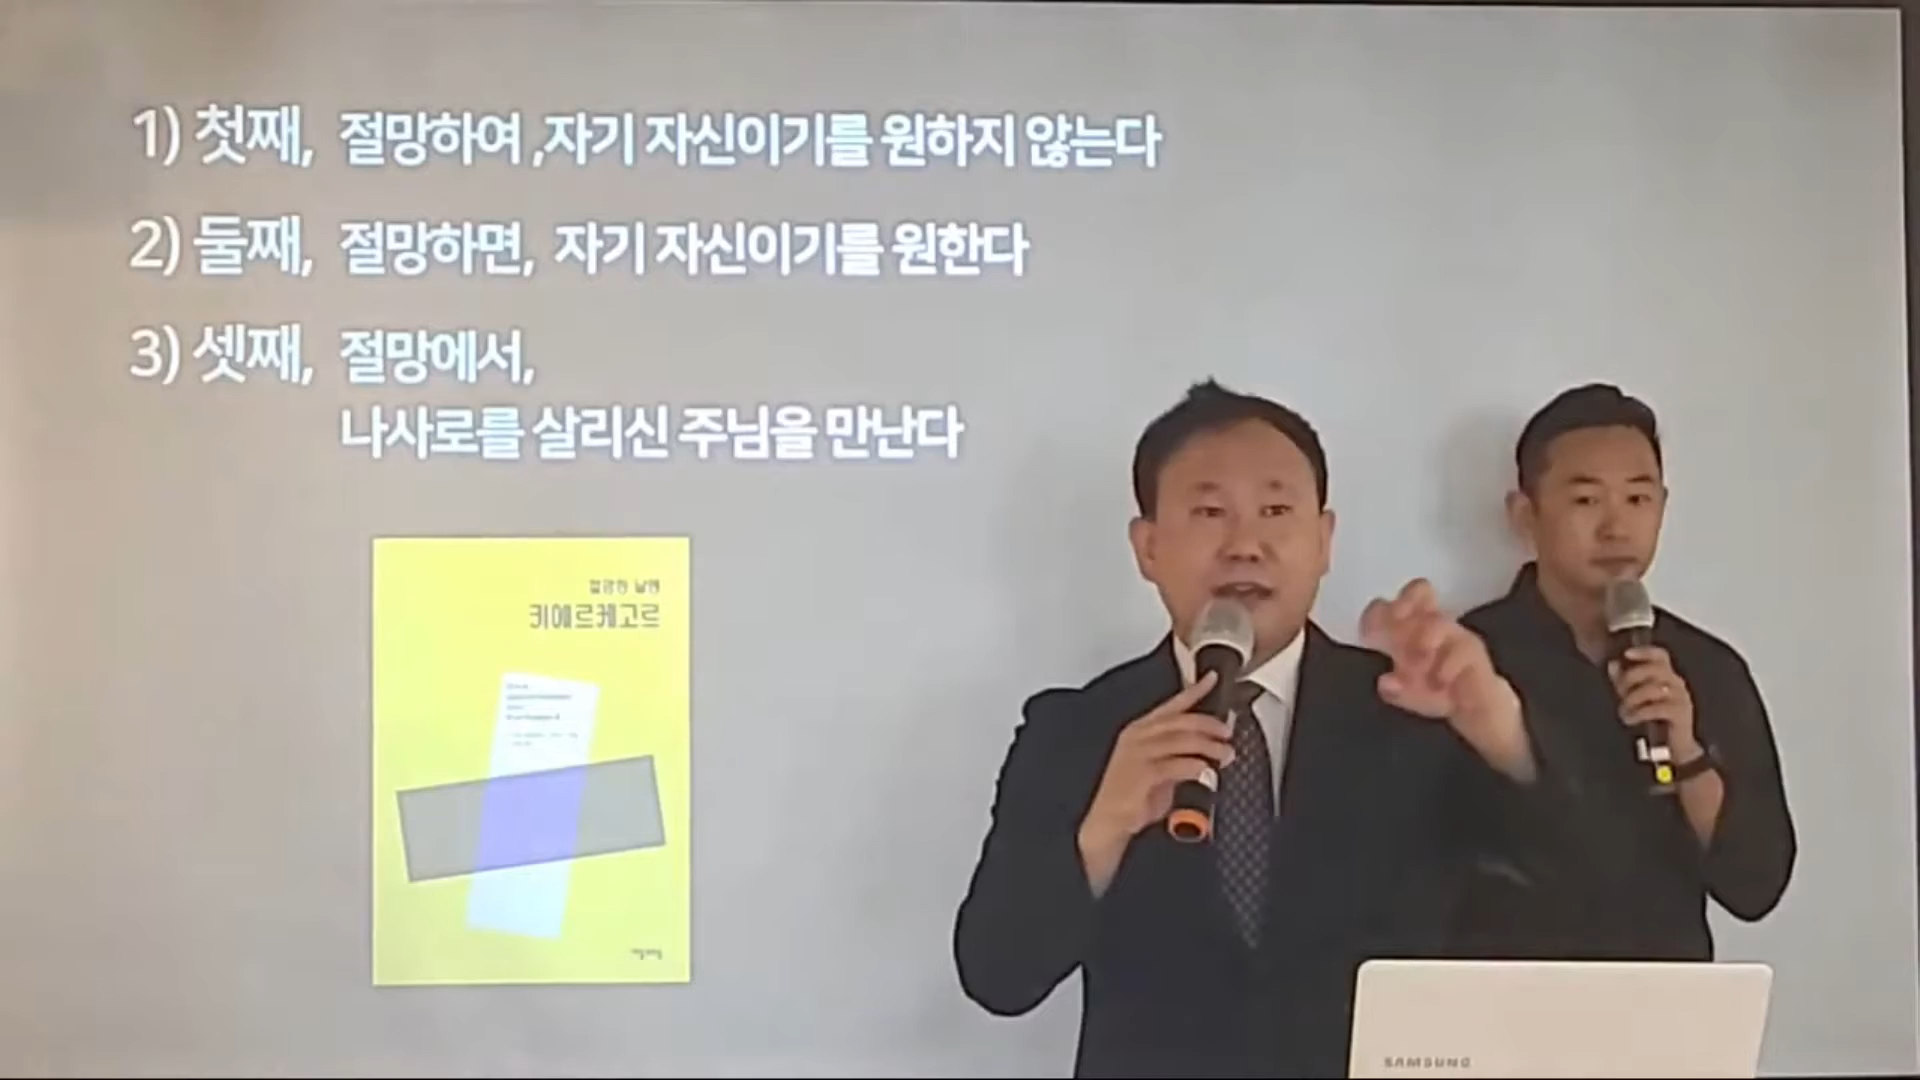 1) 첫째, 절망하여 ,자기 자신이기를 원하지 않는다
2) 둘째, 절망하면, 자기 자신이기를 원한다
3) 셋째, 절망에서,
나사로를 살리신 주님을 만난다
절망한 날엔
키에르케고르
SAMSUNG